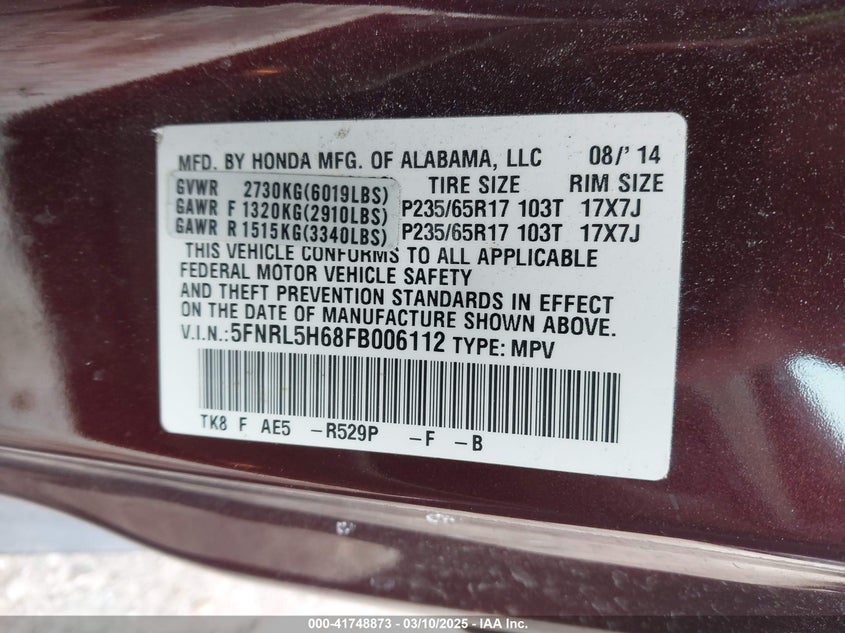 MFD. BY HONDA MFG. OF ALABAMA, LLC 08/' 14
GVWR 2730KG(6019LBS) TIRE SIZE RIM SIZE
GAWR F 1320KG(2910LBS) P235/65R17 103T 17X7J
GAWR R 1515KG(3340LBS) P235/65R17 103T 17X7J
THIS VEHICLE CONFORMS TO ALL APPLICABLE
FEDERAL MOTOR VEHICLE SAFETY
AND THEFT PREVENTION STANDARDS IN EFFECT
ON THE DATE OF MANUFACTURE SHOWN ABOVE.
V.I.N.:5FNRL5H68FB006112 TYPE: MPV
TK8 F AE5 –R529P –F –B
000-41748873 — 03/10/2025 — IAA Inc.